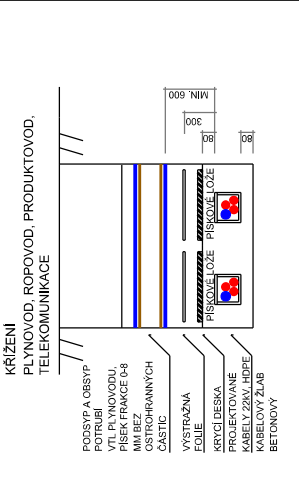 KŘÍŽENÍ
PLYNOVOD, ROPOVOD, PRODUKTOVOD,
TELEKOMUNIKACE
PODSYP A OBSYP
POTRUBÍ
VTL PLYNOVODU,
PÍSEK FRAKCE 0-8
MM BEZ
OSTROHRANNÝCH
ČÁSTIC
VÝSTRAŽNÁ
FOLIE
KRYCÍ DESKA
PROJEKTOVANÉ
KABELY 22kV, HDPE
KABELOVÝ ŽLAB
BETONOVÝ
PÍSKOVÉ LOŽE
PÍSKOVÉ LOŽE
MIN. 600
300
80
80